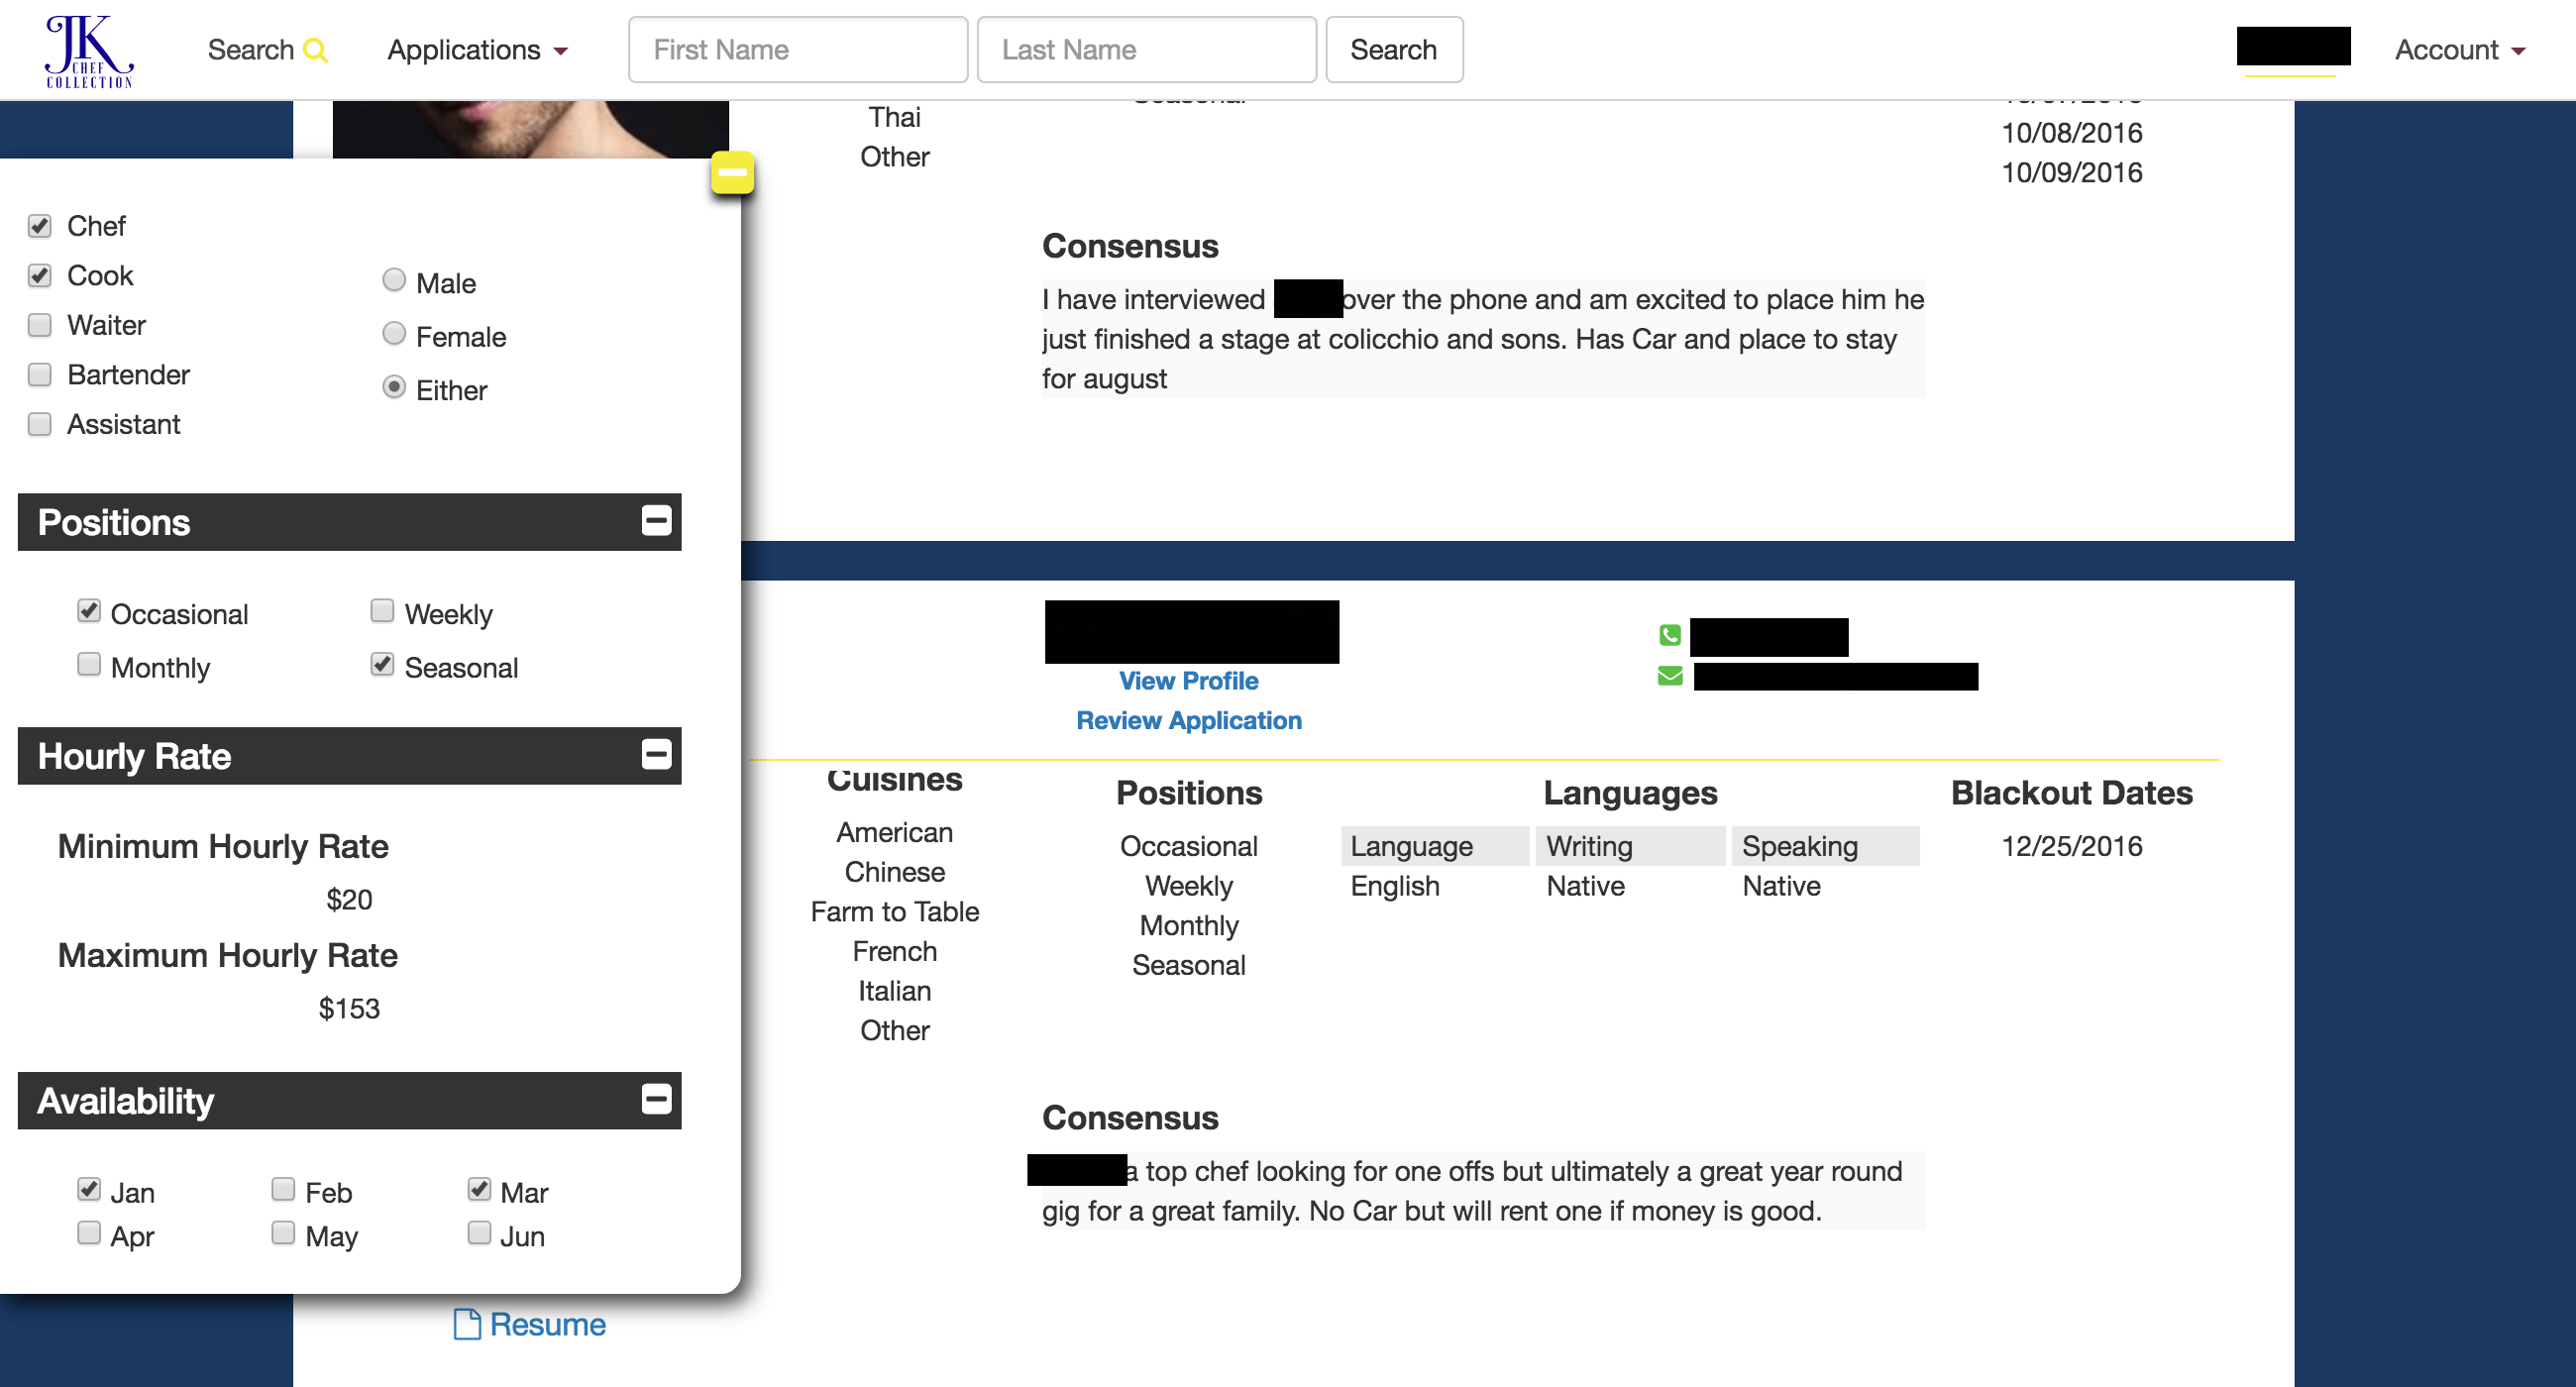 JK
CHEF
COLLECTION
Search
Applications
First Name
Last Name
Search
Account
Thai
Other
10/08/2016
10/09/2016
Consensus
I have interviewed over the phone and am excited to place him he
just finished a stage at colicchio and sons. Has Car and place to stay
for august
Chef
Cook
Waiter
Bartender
Assistant
Male
Female
Either
Positions
Occasional
Weekly
Monthly
Seasonal
Hourly Rate
Minimum Hourly Rate
$20
Maximum Hourly Rate
$153
Availability
Jan
Feb
Mar
Apr
May
Jun
View Profile
Review Application
Cuisines
American
Chinese
Farm to Table
French
Italian
Other
Positions
Occasional
Weekly
Monthly
Seasonal
Languages
Language Writing Speaking
English Native Native
Blackout Dates
12/25/2016
Consensus
a top chef looking for one offs but ultimately a great year round
gig for a great family. No Car but will rent one if money is good.
Resume